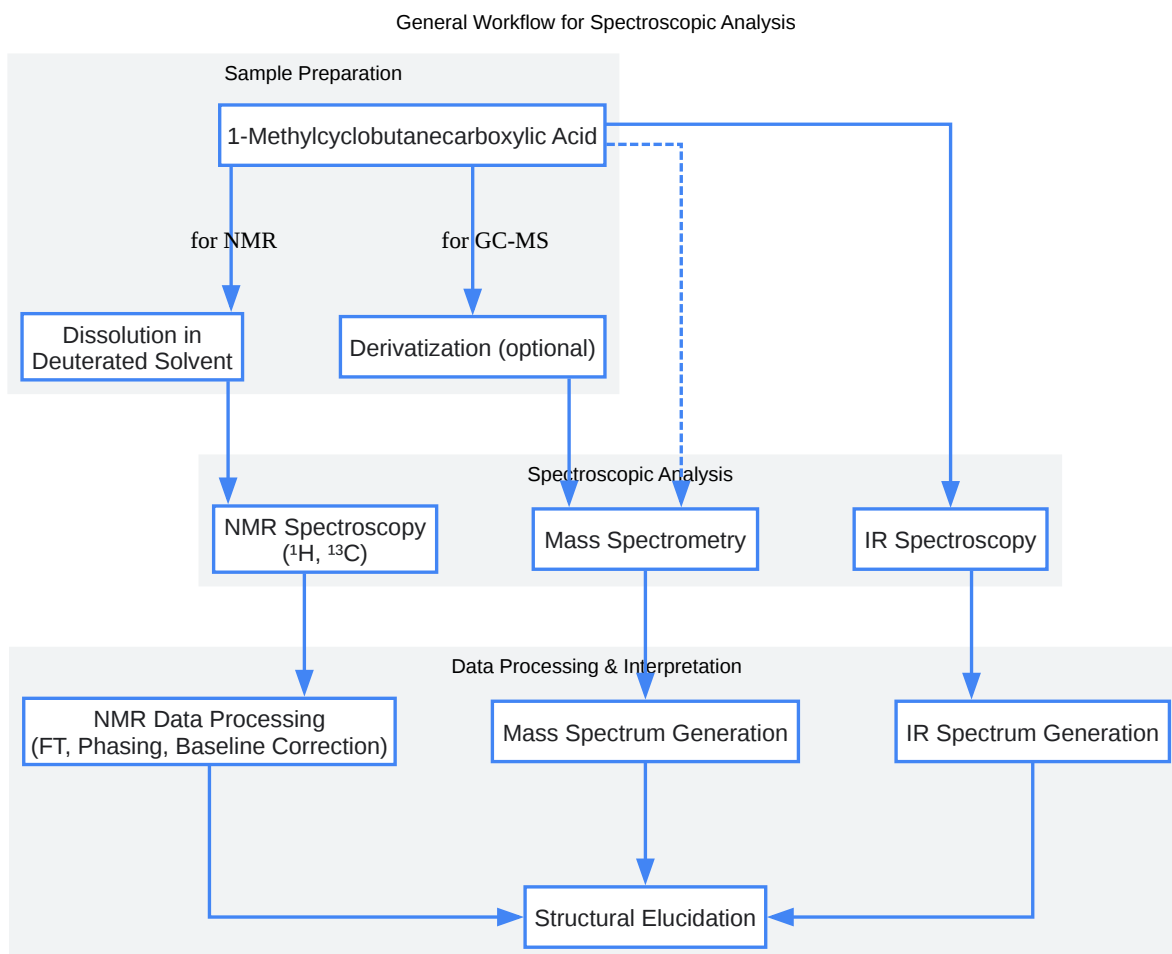 General Workflow for Spectroscopic Analysis
Sample Preparation
1-Methylcyclobutanecarboxylic Acid
for NMR
for GC-MS
Dissolution in
Deuterated Solvent
Derivatization (optional)
Spectroscopic Analysis
NMR Spectroscopy
(¹H, ¹³C)
Mass Spectrometry
IR Spectroscopy
Data Processing & Interpretation
NMR Data Processing
(FT, Phasing, Baseline Correction)
Mass Spectrum Generation
IR Spectrum Generation
Structural Elucidation